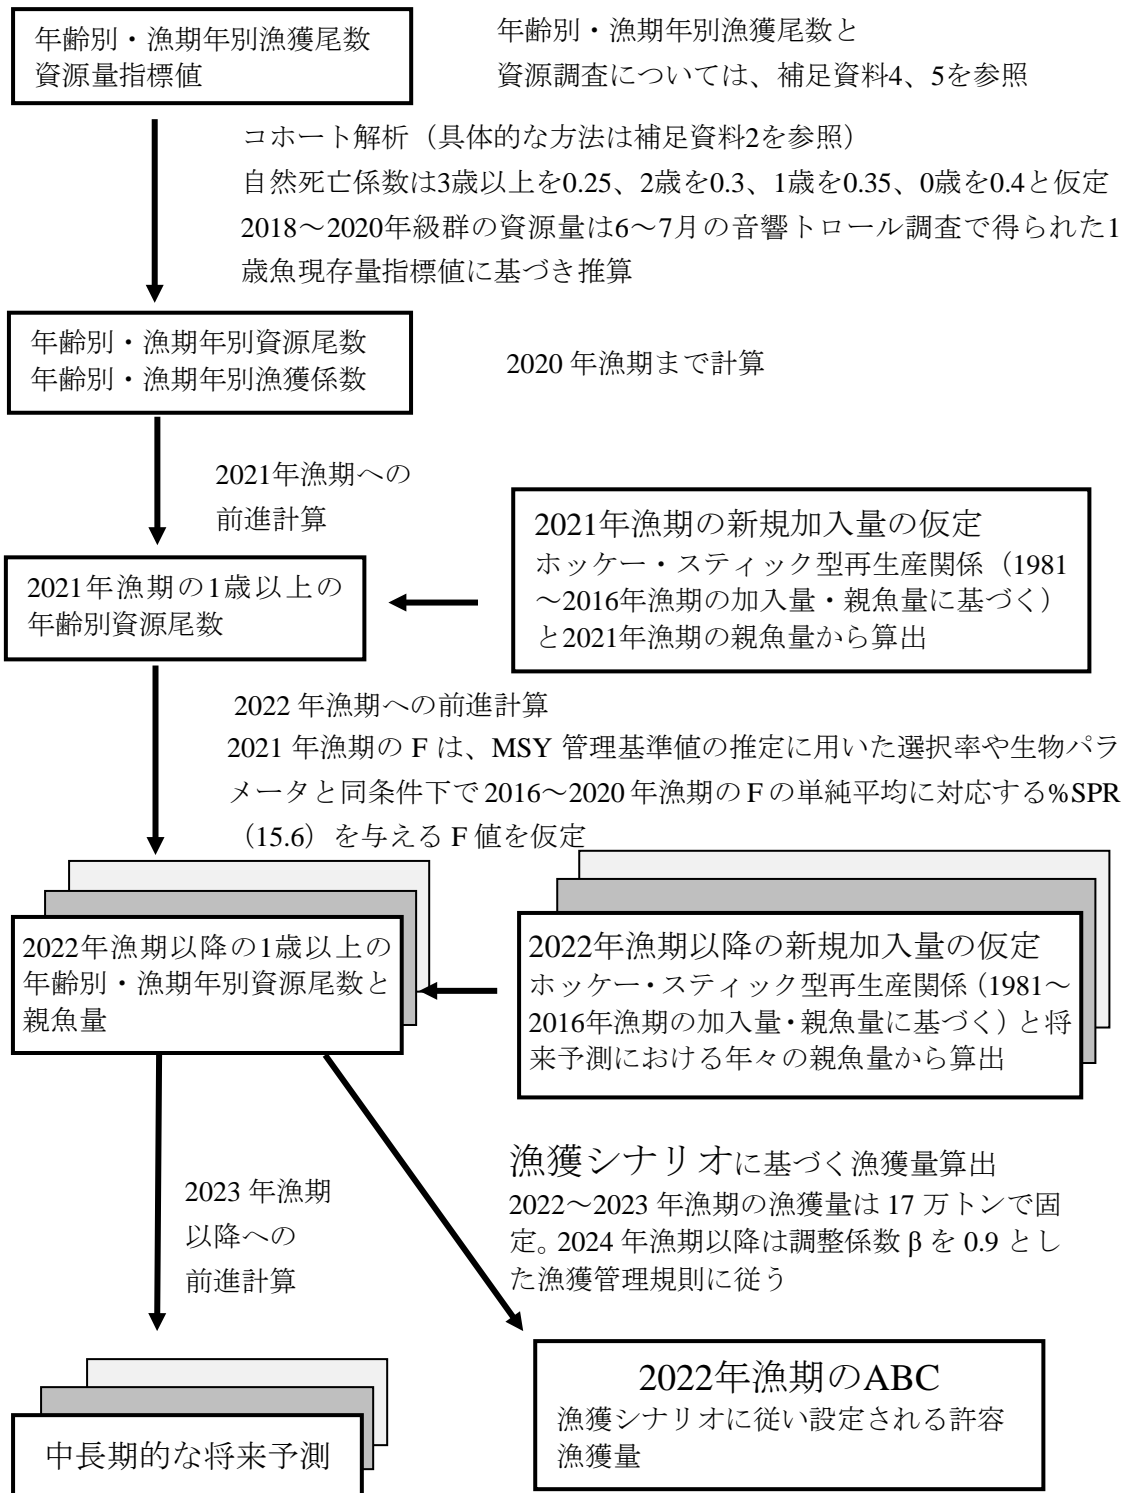 年齢別・漁期年別漁獲尾数
資源量指標値
年齢別・漁期年別漁獲尾数と
資源調査については、補足資料4、5を参照
コホート解析（具体的な方法は補足資料2を参照）
自然死亡係数は3歳以上を0.25、2歳を0.3、1歳を0.35、0歳を0.4と仮定
2018～2020年級群の資源量は6～7月の音響トロール調査で得られた1
歳魚現存量指標値に基づき推算
年齢別・漁期年別資源尾数
年齢別・漁期年別漁獲係数
2020 年漁期まで計算
2021年漁期への
前進計算
2021年漁期の新規加入量の仮定
ホッケー・スティック型再生産関係（1981
～2016年漁期の加入量・親魚量に基づく）
と2021年漁期の親魚量から算出
2021年漁期の1歳以上の
年齢別資源尾数
2022 年漁期への前進計算
2021 年漁期の F は、MSY 管理基準値の推定に用いた選択率や生物パラ
メータと同条件下で 2016～2020 年漁期の F の単純平均に対応する%SPR
（15.6）を与える F 値を仮定
2022年漁期以降の1歳以上の
年齢別・漁期年別資源尾数と
親魚量
2022年漁期以降の新規加入量の仮定
ホッケー・スティック型再生産関係（1981～
2016年漁期の加入量・親魚量に基づく）と将
来予測における年々の親魚量から算出
2023 年漁期
以降への
前進計算
漁獲シナリオに基づく漁獲量算出
2022～2023 年漁期の漁獲量は 17 万トンで固
定。2024 年漁期以降は調整係数 β を 0.9 とし
た漁獲管理規則に従う
2022年漁期のABC
漁獲シナリオに従い設定される許容
漁獲量
中長期的な将来予測